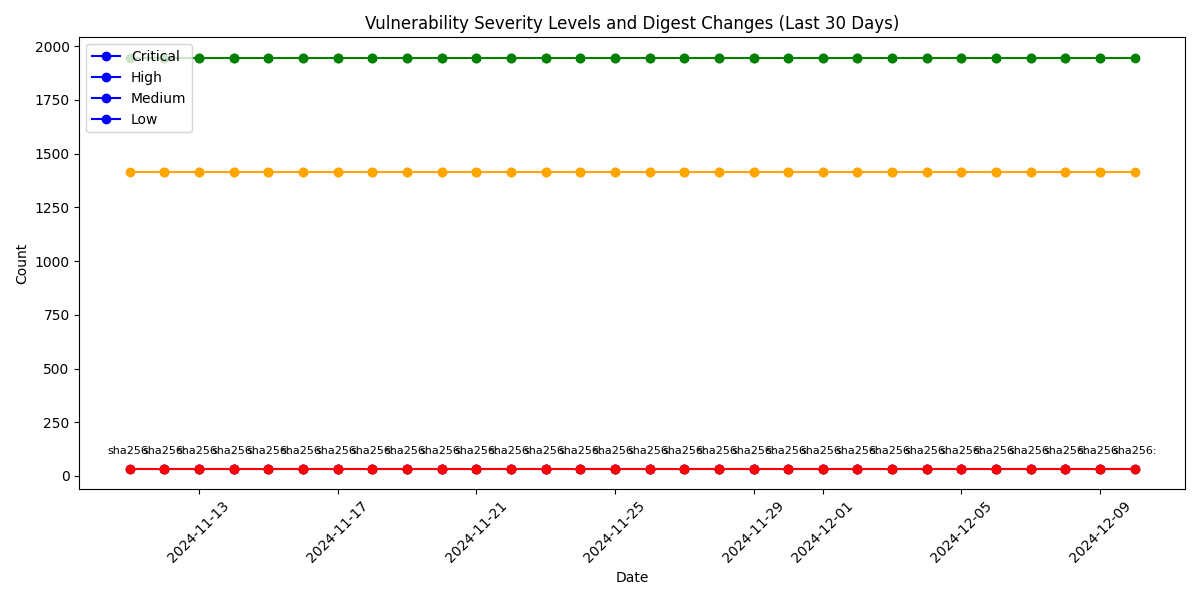 Vulnerability Severity Levels and Digest Changes (Last 30 Days)
2000
1750
1500
1250
1000
750
500
250
0
Count
Critical
High
Medium
Low
sha256: sha256: sha256: sha256: sha256: sha256: sha256: sha256: sha256: sha256: sha256: sha256: sha256: sha256: sha256: sha256: sha256: sha256: sha256: sha256: sha256: sha256: sha256: sha256: sha256: sha256: sha256: sha256: sha256: sha256:
2024-11-13
2024-11-17
2024-11-21
2024-11-25
2024-11-29
2024-12-01
2024-12-05
2024-12-09
Date